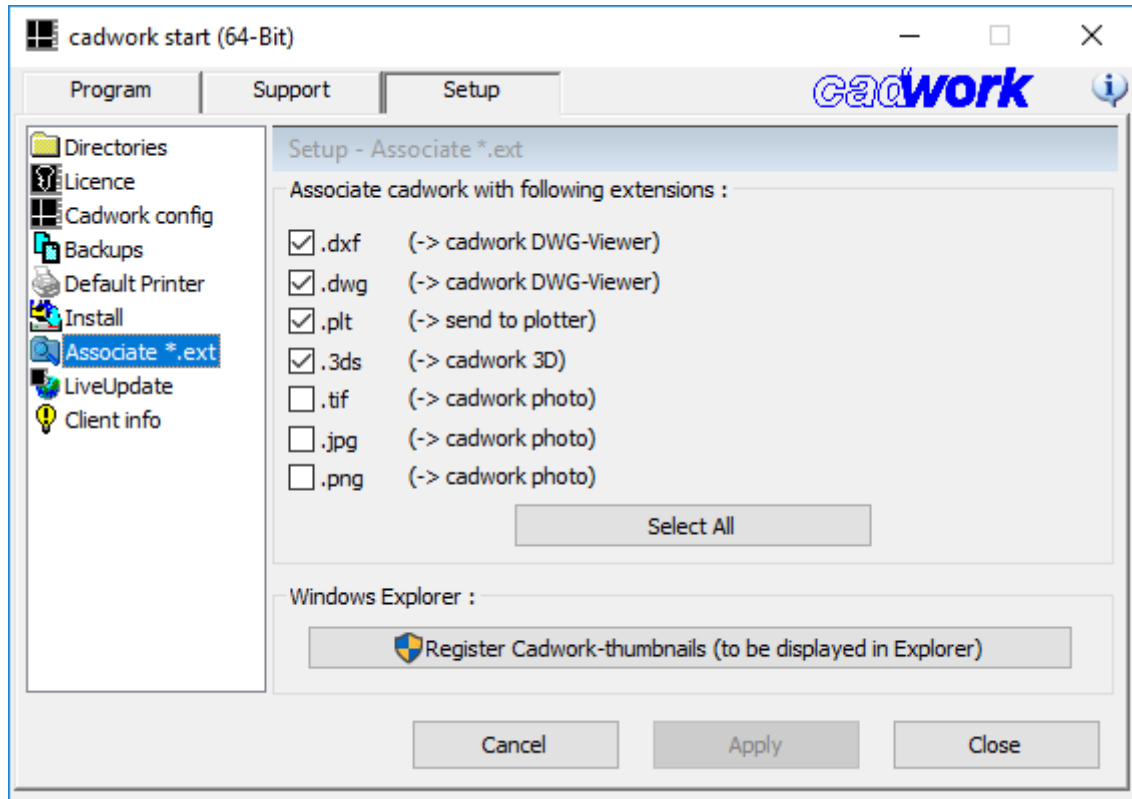 cadwork start (64-Bit)
Program Support Setup cadwork
Directories
Licence
Cadwork config
Backups
Default Printer
Install
Associate *.ext
LiveUpdate
Client info
Setup - Associate *.ext
Associate cadwork with following extensions :
.dxf (-> cadwork DWG-Viewer)
.dwg (-> cadwork DWG-Viewer)
.plt (-> send to plotter)
.3ds (-> cadwork 3D)
.tif (-> cadwork photo)
.jpg (-> cadwork photo)
.png (-> cadwork photo)
Select All
Windows Explorer :
Register Cadwork-thumbnails (to be displayed in Explorer)
Cancel Apply Close